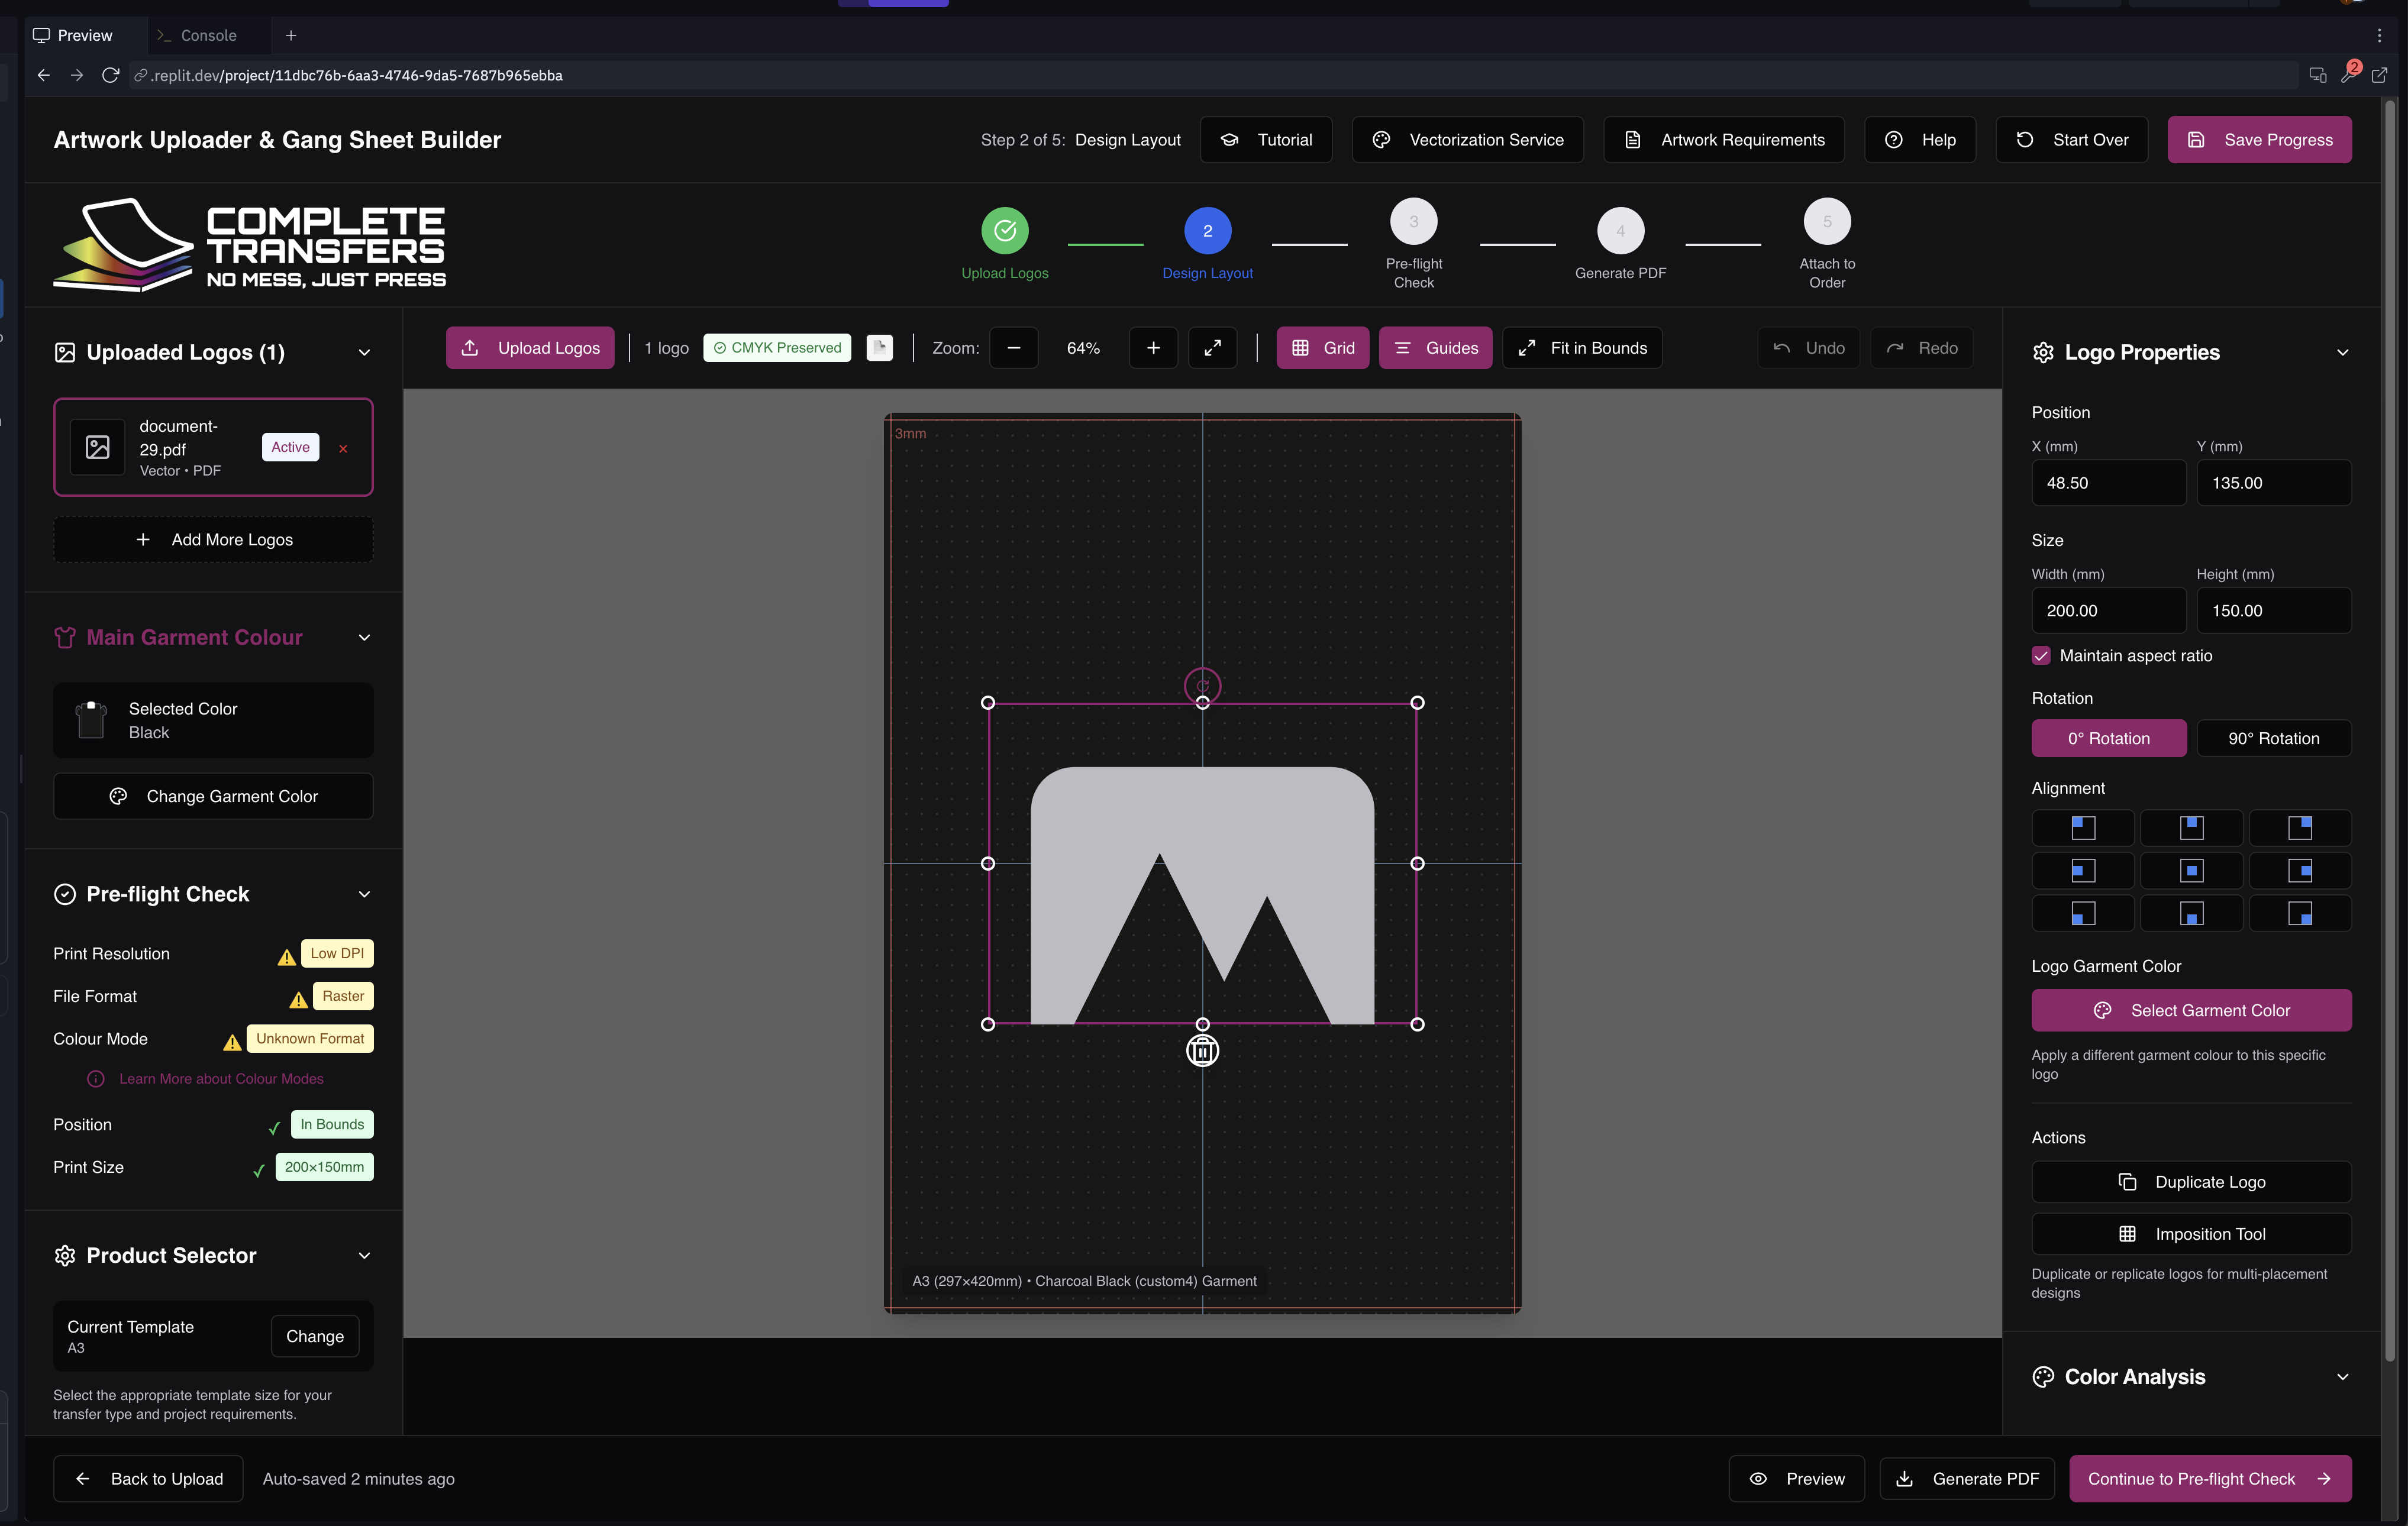 Preview
Console
.replit.dev/project/11dbc76b-6aa3-4746-9da5-7687b965ebba
2
Artwork Uploader & Gang Sheet Builder
Step 2 of 5: Design Layout
Tutorial
Vectorization Service
Artwork Requirements
Help
Start Over
Save Progress
COMPLETE
TRANSFERS
NO MESS, JUST PRESS
Upload Logos
2
Design Layout
3
Pre-flight
Check
4
Generate PDF
5
Attach to
Order
Uploaded Logos (1)
document-
29.pdf
Vector • PDF
Active
Add More Logos
Main Garment Colour
Selected Color
Black
Change Garment Color
Pre-flight Check
Print Resolution
Low DPI
File Format
Raster
Colour Mode
Unknown Format
Learn More about Colour Modes
Position
In Bounds
Print Size
200×150mm
Product Selector
Current Template
A3
Change
Select the appropriate template size for your
transfer type and project requirements.
Upload Logos
1 logo
CMYK Preserved
Zoom:
64%
Grid
Guides
Fit in Bounds
Undo
Redo
3mm
A3 (297×420mm) • Charcoal Black (custom4) Garment
Logo Properties
Position
X (mm)
Y (mm)
48.50
135.00
Size
Width (mm)
Height (mm)
200.00
150.00
Maintain aspect ratio
Rotation
0° Rotation
90° Rotation
Alignment
Logo Garment Color
Select Garment Color
Apply a different garment colour to this specific
logo
Actions
Duplicate Logo
Imposition Tool
Duplicate or replicate logos for multi-placement
designs
Color Analysis
Back to Upload
Auto-saved 2 minutes ago
Preview
Generate PDF
Continue to Pre-flight Check